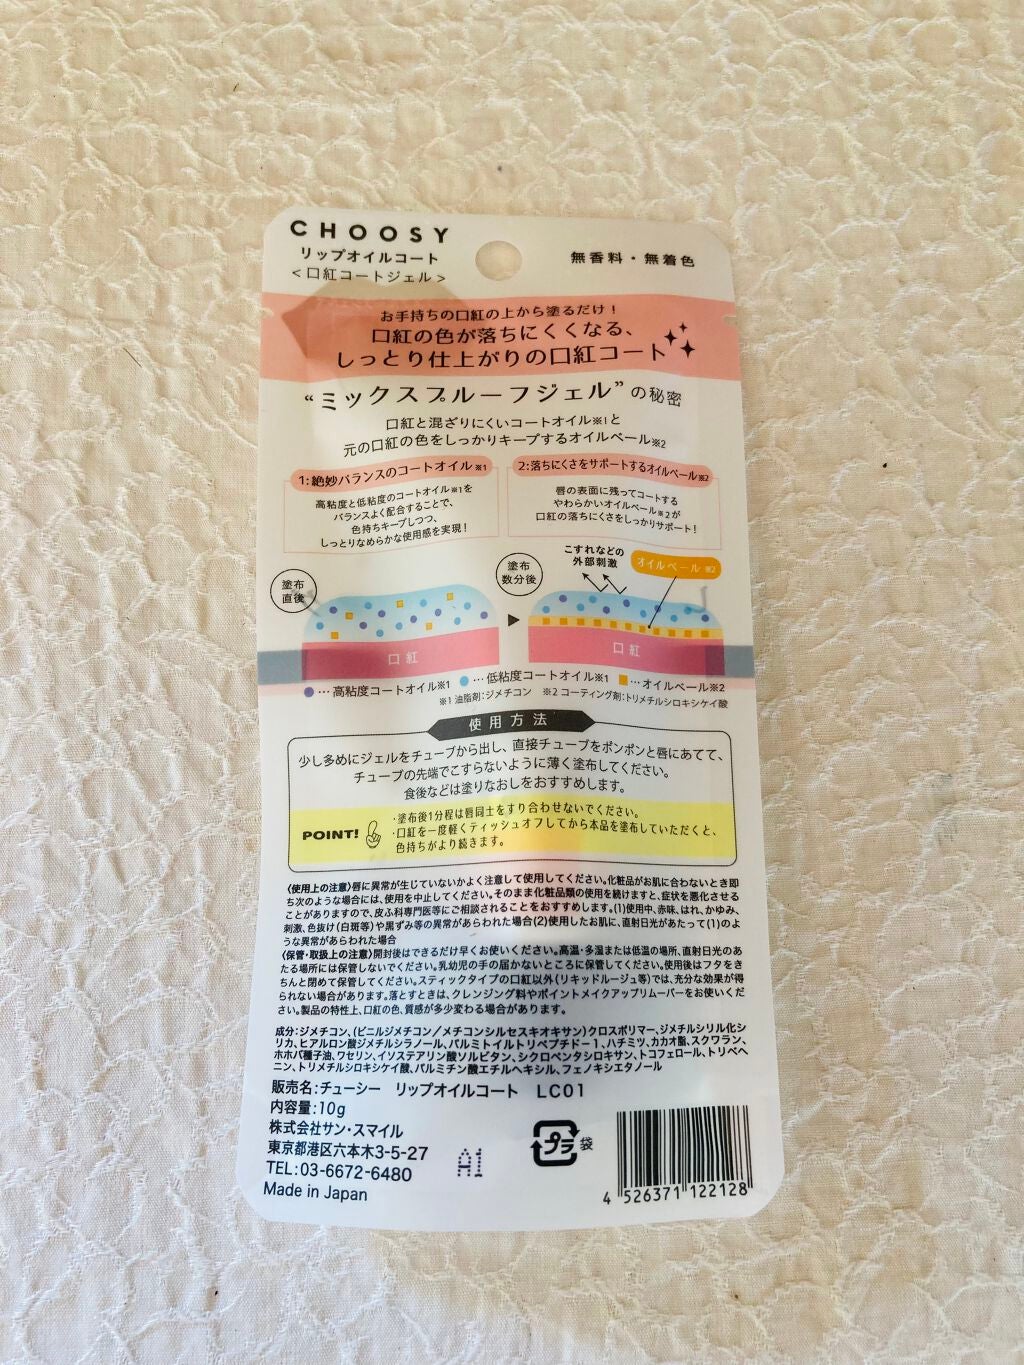 CHOOSY
リップオイルコート
<口紅コートジェル>
無香料・無着色
お手持ちの口紅の上から塗るだけ!
口紅の色が落ちにくくなる、
しっとり仕上がりの口紅コート
"ミックスプルーフジェル"の秘密
口紅と混ざりにくいコートオイル※1と
元の口紅の色をしっかりキープするオイルベール※2
1:絶妙バランスのコートオイル※1
高粘度と低粘度のコートオイル※1を
バランスよく配合することで、
色持ちキープしつつ、
しっとりなめらかな使用感を実現!
2:落ちにくさをサポートするオイルベール※2
唇の表面に残ってコートする
やわらかいオイルベール※2が
口紅の落ちにくさをしっかりサポート!
塗布
直後
口紅
塗布
数分後
こすれなどの
外部刺激
オイルベール※2
口紅
…高粘度コートオイル※1 …低粘度コートオイル※1 …オイルベール※2
※1 油脂剤:ジメチコン ※2 コーティング剤:トリメチルシロキシケイ酸
使用方法
少し多めにジェルをチューブから出し、直接チューブをポンポンと唇にあてて、
チューブの先端でこすらないように薄く塗布してください。
食後などは塗りなおしをおすすめします。
POINT!
・塗布後1分程は唇同士をすり合わせないでください。
・口紅を一度軽くティッシュオフしてから本品を塗布していただくと、
色持ちがより続きます。
〈使用上の注意〉唇に異常が生じていないかよく注意して使用してください。化粧品がお肌に合わないとき即
ち次のような場合には、使用を中止してください。そのまま化粧品類の使用を続けますと、症状を悪化させる
ことがありますので、皮ふ科専門医等にご相談されることをおすすめします。(1)使用中、赤味、はれ、かゆみ、
刺激、色抜け(白斑等)や黒ずみ等の異常があらわれた場合(2)使用したお肌に、直射日光があたって(1)のよ
うな異常があらわれた場合
〈保管・取扱上の注意〉開封後はできるだけ早くお使いください。高温・多湿または低温の場所、直射日光のあ
たる場所には保管しないでください。乳幼児の手の届かないところに保管してください。使用後はフタをき
ちんと閉めて保管してください。スティックタイプの口紅以外(リキッドルージュ等)では、充分な効果が得
られない場合があります。落とすときは、クレンジング料やポイントメイクアップリムーバーをお使いくだ
さい。製品の特性上、口紅の色、質感が多少変わる場合があります。
成分:ジメチコン、(ビニルジメチコン/メチコンシルセスキオキサン)クロスポリマー、ジメチルシリル化シ
リカ、ヒアルロン酸ジメチルシラノール、パルミトイルトリペプチド-1、ハチミツ、カカオ脂、スクワラン、
ホホバ種子油、ワセリン、イソステアリン酸ソルビタン、シクロペンタシロキサン、トコフェロール、トリベヘ
ニン、トリメチルシロキシケイ酸、パルミチン酸エチルヘキシル、フェノキシエタノール
販売名:チューシー リップオイルコート LC01
内容量:10g
株式会社サン・スマイル
東京都港区六本木3-5-27
TEL:03-6672-6480
Made in Japan
A1
プラ
袋
4 526371 122128